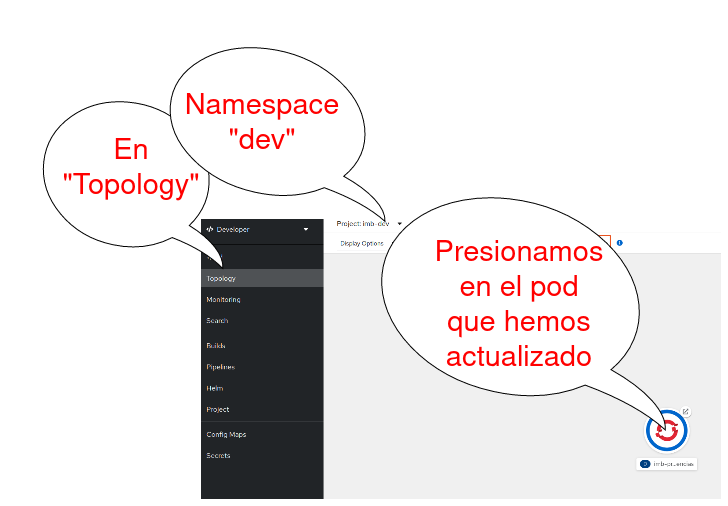 Namespace
"dev"
En
"Topology"
Developer
Project: imb-dev
Display Options
Presionamos
en el pod
que hemos
actualizado
Topology
Monitoring
Search
Builds
Pipelines
Helm
Project
Config Maps
Secrets